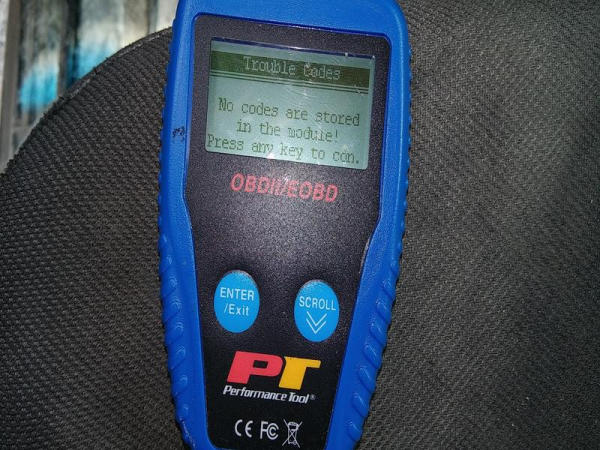 Trouble Codes
No codes are stored
in the module!
Press any key to con.
OBDII/EOBD
ENTER
/Exit
SCROLL
PT
Performance Tool®
CE FC